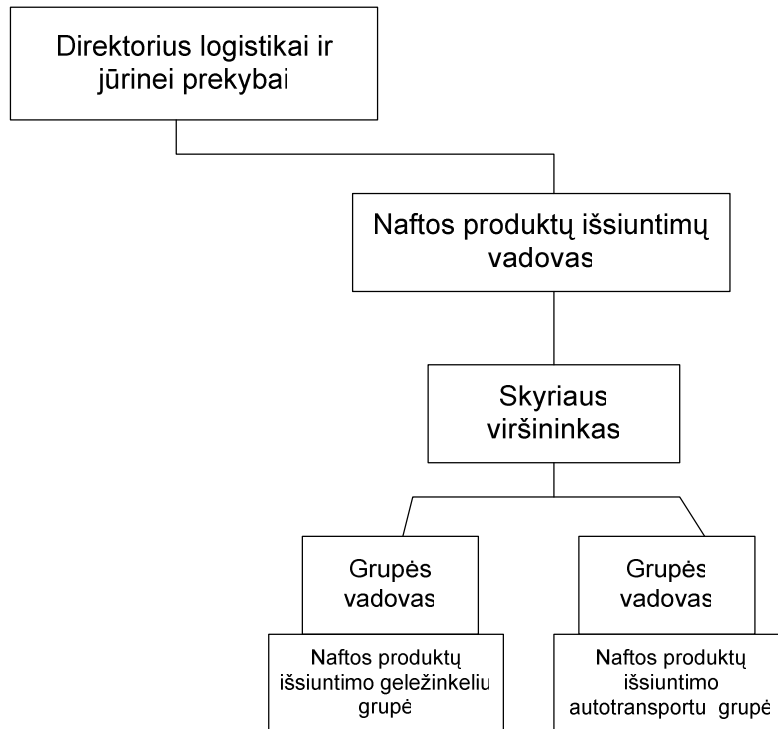 Direktorius logistikai ir
jūrinei prekybai
Naftos produktų išsiuntimų
vadovas
Skyriaus
viršininkas
Grupės
vadovas
Grupės
vadovas
Naftos produktų
išsiuntimo geležinkeliu
grupė
Naftos produktų
išsiuntimo
autotransportu grupė